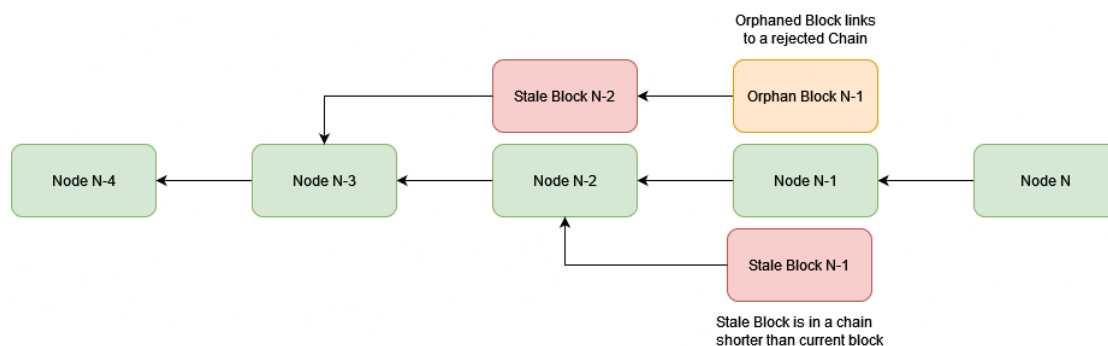 Orphaned Block links
to a rejected Chain
Stale Block N-2
Orphan Block N-1
Node N-4
Node N-3
Node N-2
Node N-1
Node N
Stale Block N-1
Stale Block is in a chain
shorter than current block